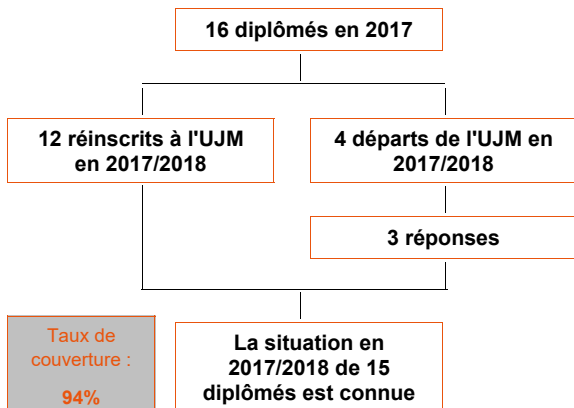 16 diplômés en 2017
12 réinscrits à l'UJM
en 2017/2018
4 départs de l'UJM en
2017/2018
3 réponses
Taux de
couverture :
94%
La situation en
2017/2018 de 15
diplômés est connue